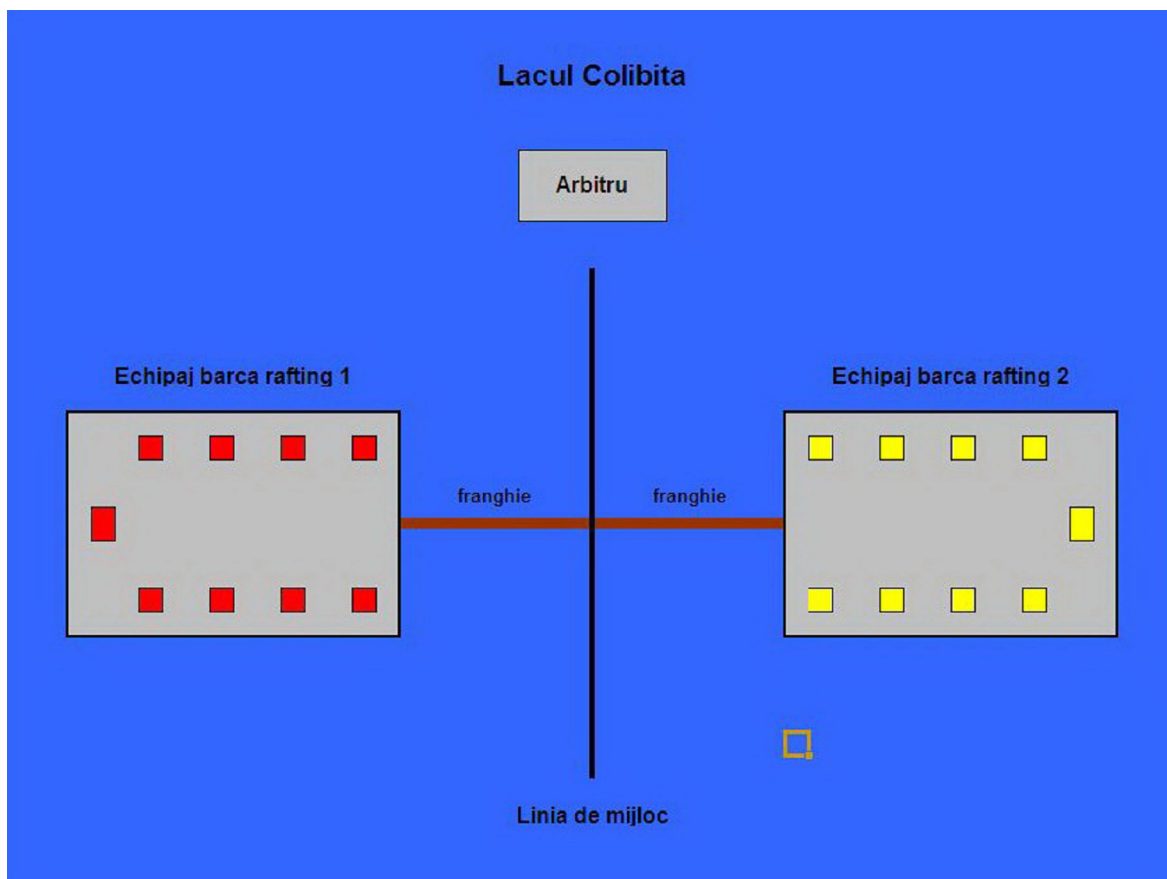 Lacul Colibita
Arbitru
Echipaj barca rafting 1
Echipaj barca rafting 2
franghie
franghie
Linia de mijloc